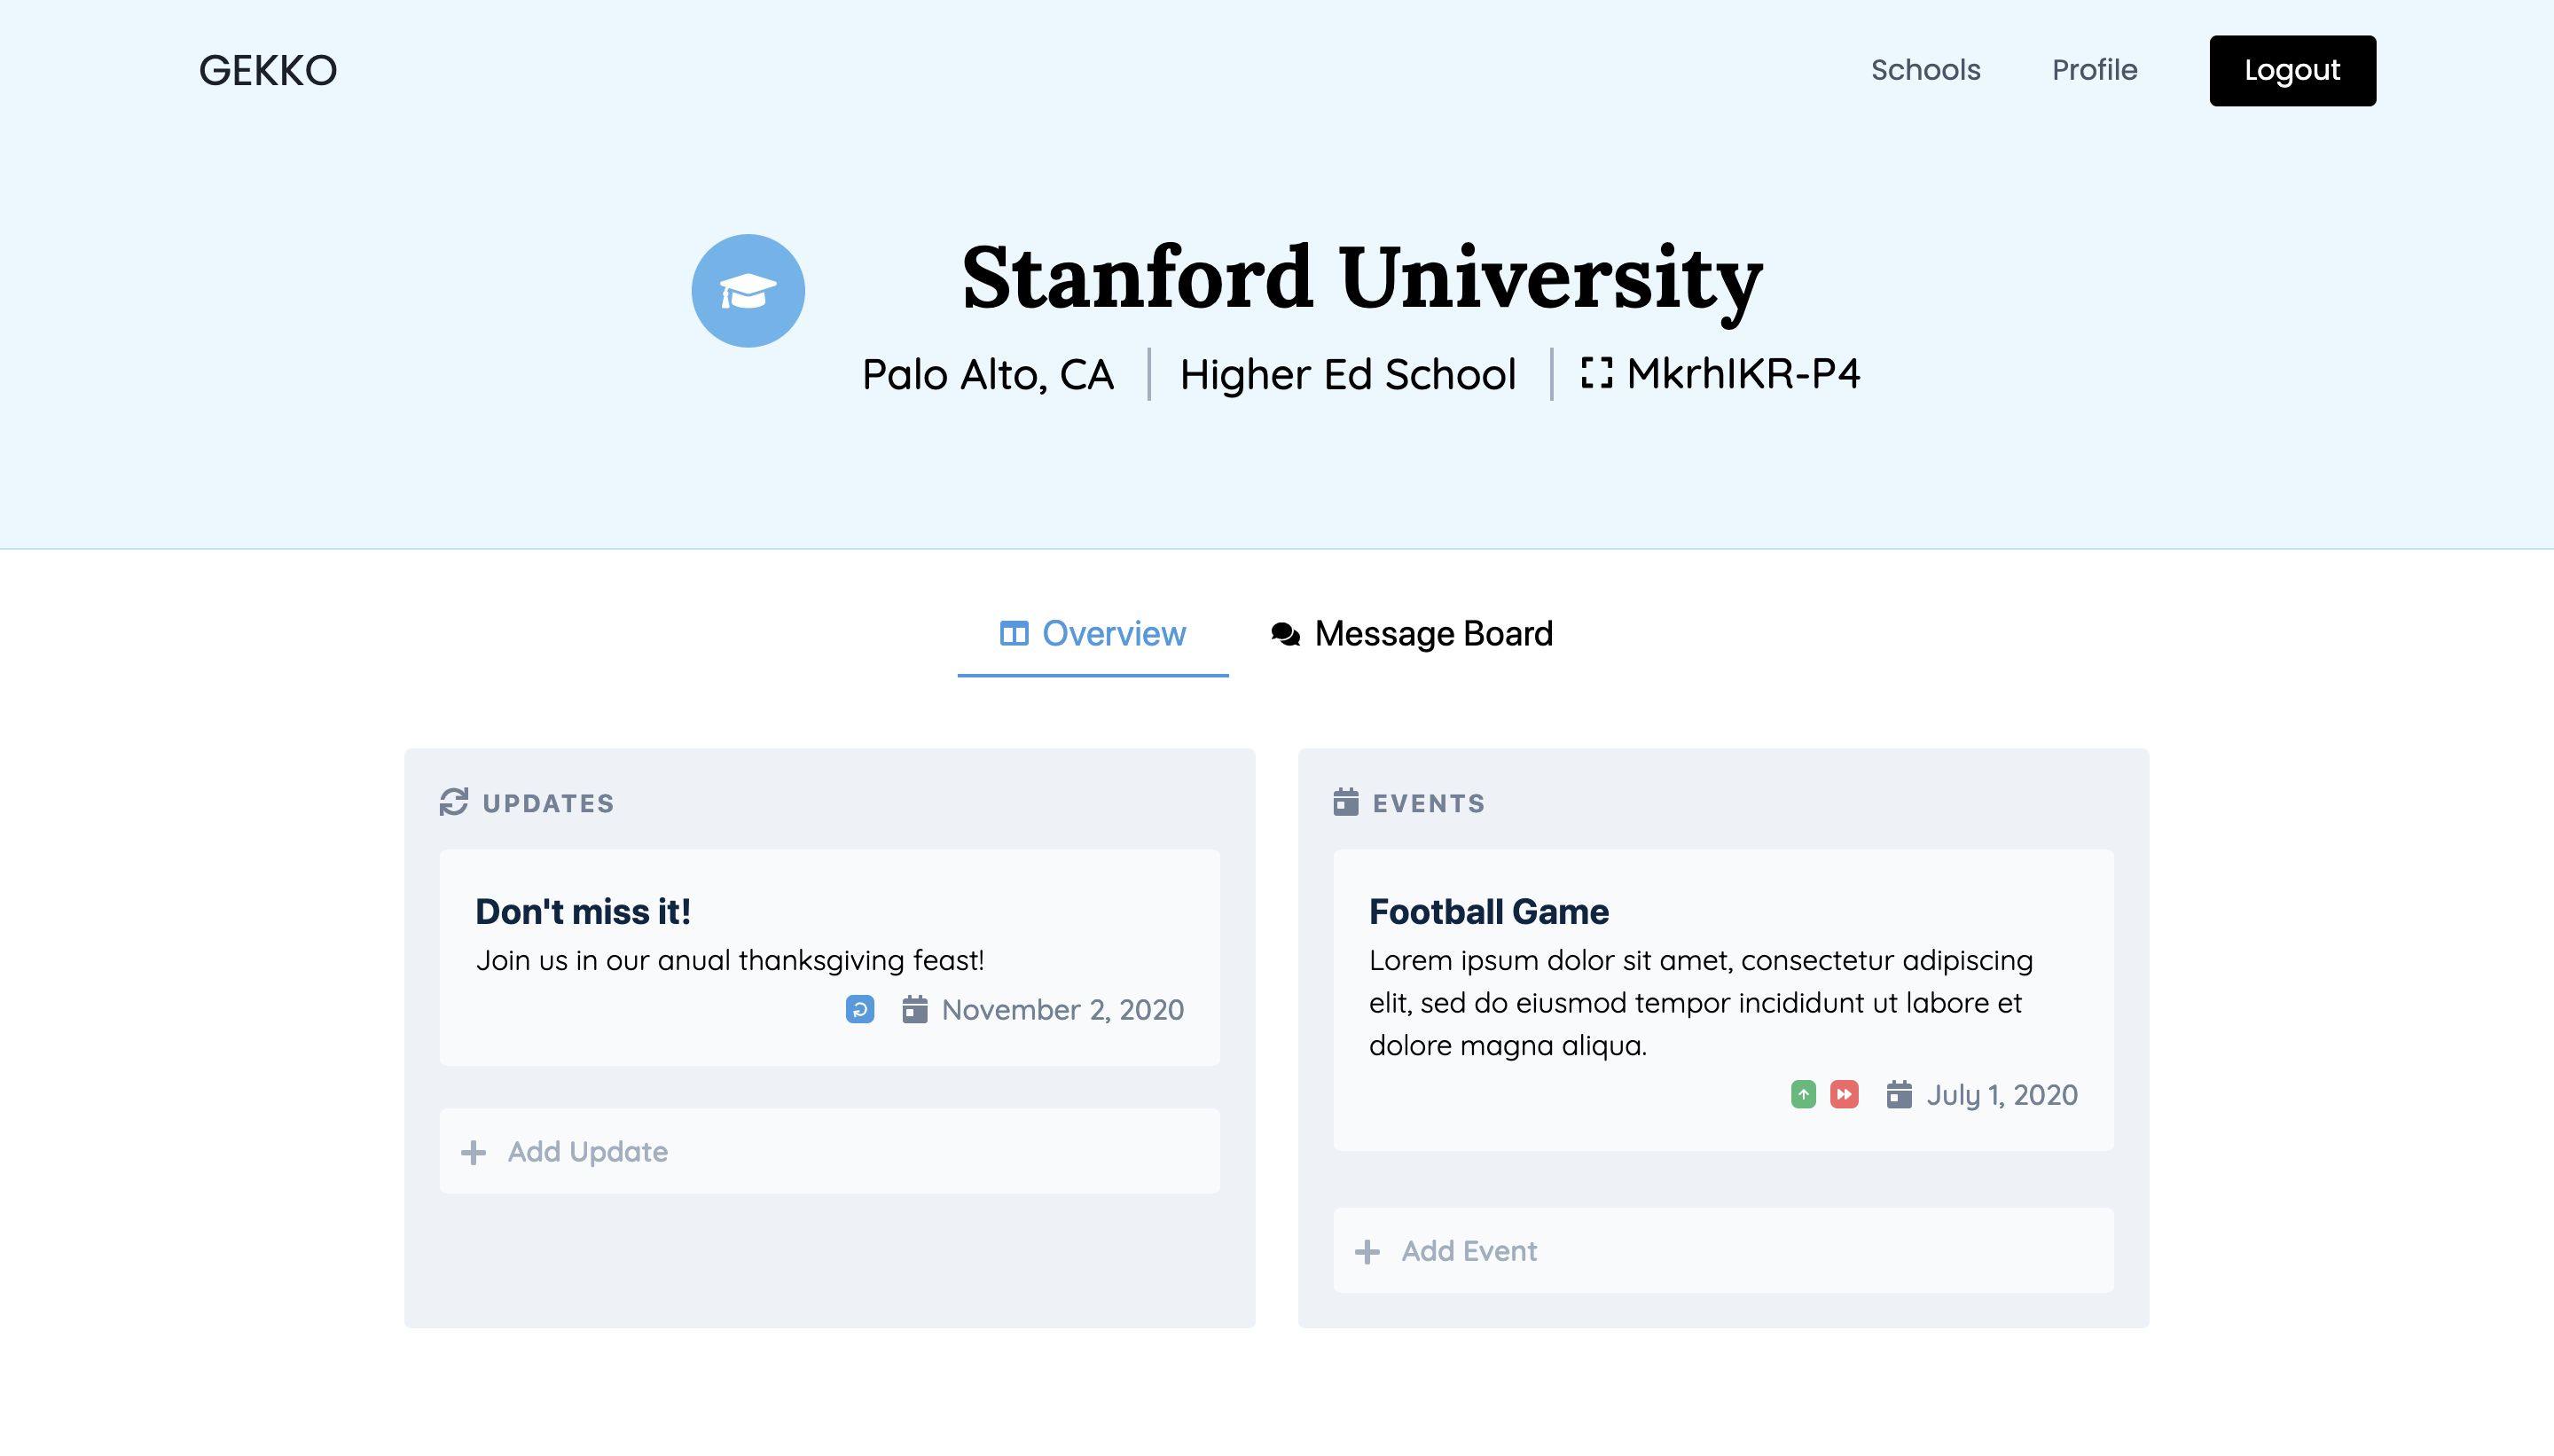 GEKKO
Schools
Profile
Logout
Stanford University
Palo Alto, CA
Higher Ed School
MkrhIKR-P4
Overview
Message Board
UPDATES
Don't miss it!
Join us in our anual thanksgiving feast!
November 2, 2020
Add Update
EVENTS
Football Game
Lorem ipsum dolor sit amet, consectetur adipiscing
elit, sed do eiusmod tempor incididunt ut labore et
dolore magna aliqua.
July 1, 2020
Add Event